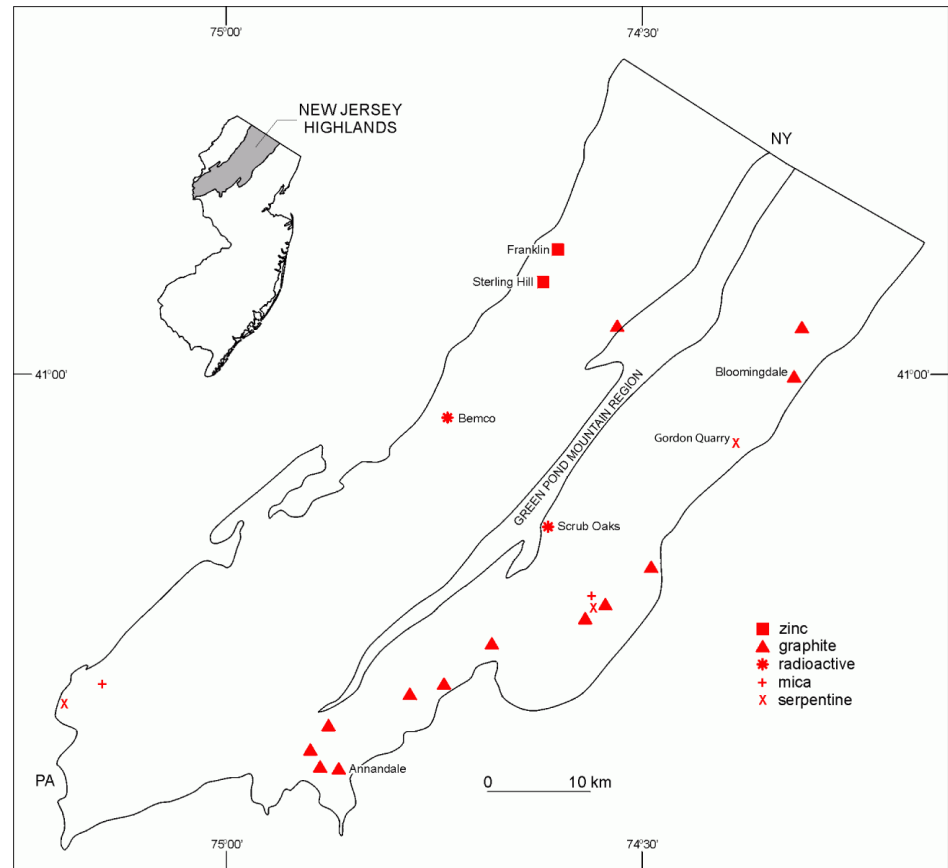 75°00'
74°30'
NEW JERSEY
HIGHLANDS
NY
Franklin
Sterling Hill
41°00'
41°00'
Bloomingdale
Bemco
Gordon Quarry
GREEN POND MOUNTAIN REGION
Scrub Oaks
zinc
graphite
radioactive
mica
serpentine
PA
Annandale
0 10 km
75°00'
74°30'